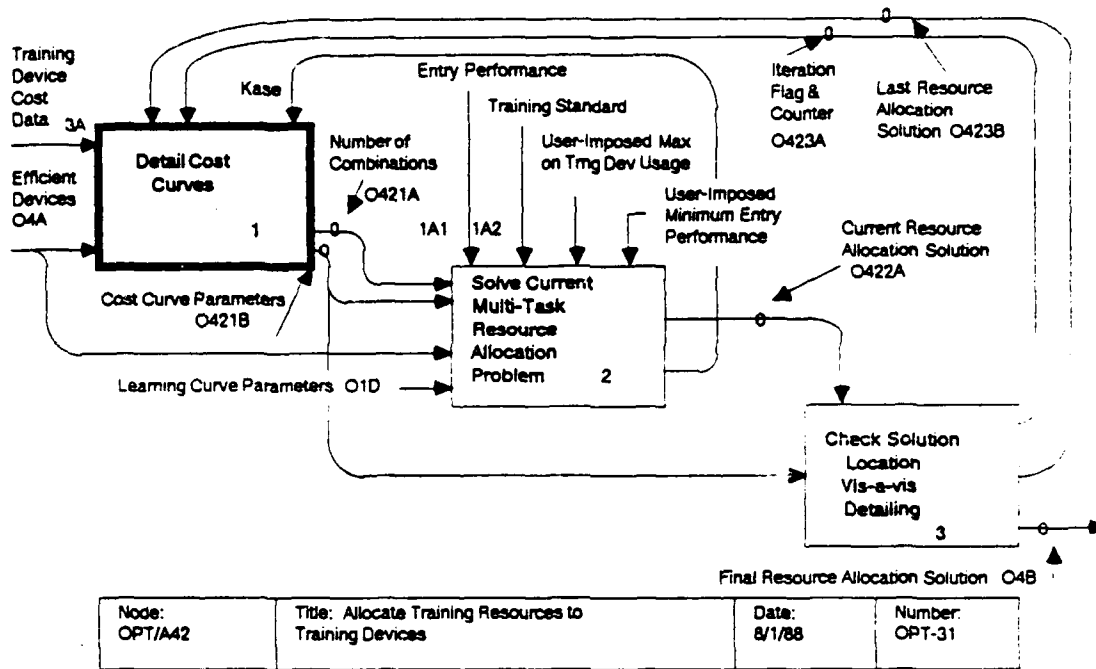 Training
Device
Cost
Data 3A
Efficient
Devices
O4A
Kase
Detail Cost
Curves
1
Number of
Combinations
O421A
Cost Curve Parameters
O421B
Entry Performance
Training Standard
User-Imposed Max
on Trng Dev Usage
User-Imposed
Minimum Entry
Performance
1A1 1A2
Iteration
Flag &
Counter
O423A
Last Resource
Allocation
Solution O423B
Current Resource
Allocation Solution
O422A
Solve Current
Multi-Task
Resource
Allocation
Problem 2
Learning Curve Parameters O1D
Check Solution
Location
Vis-a-vis
Detailing
3
Final Resource Allocation Solution O4B
Node:
OPT/A42
Title: Allocate Training Resources to
Training Devices
Date:
8/1/88
Number:
OPT-31